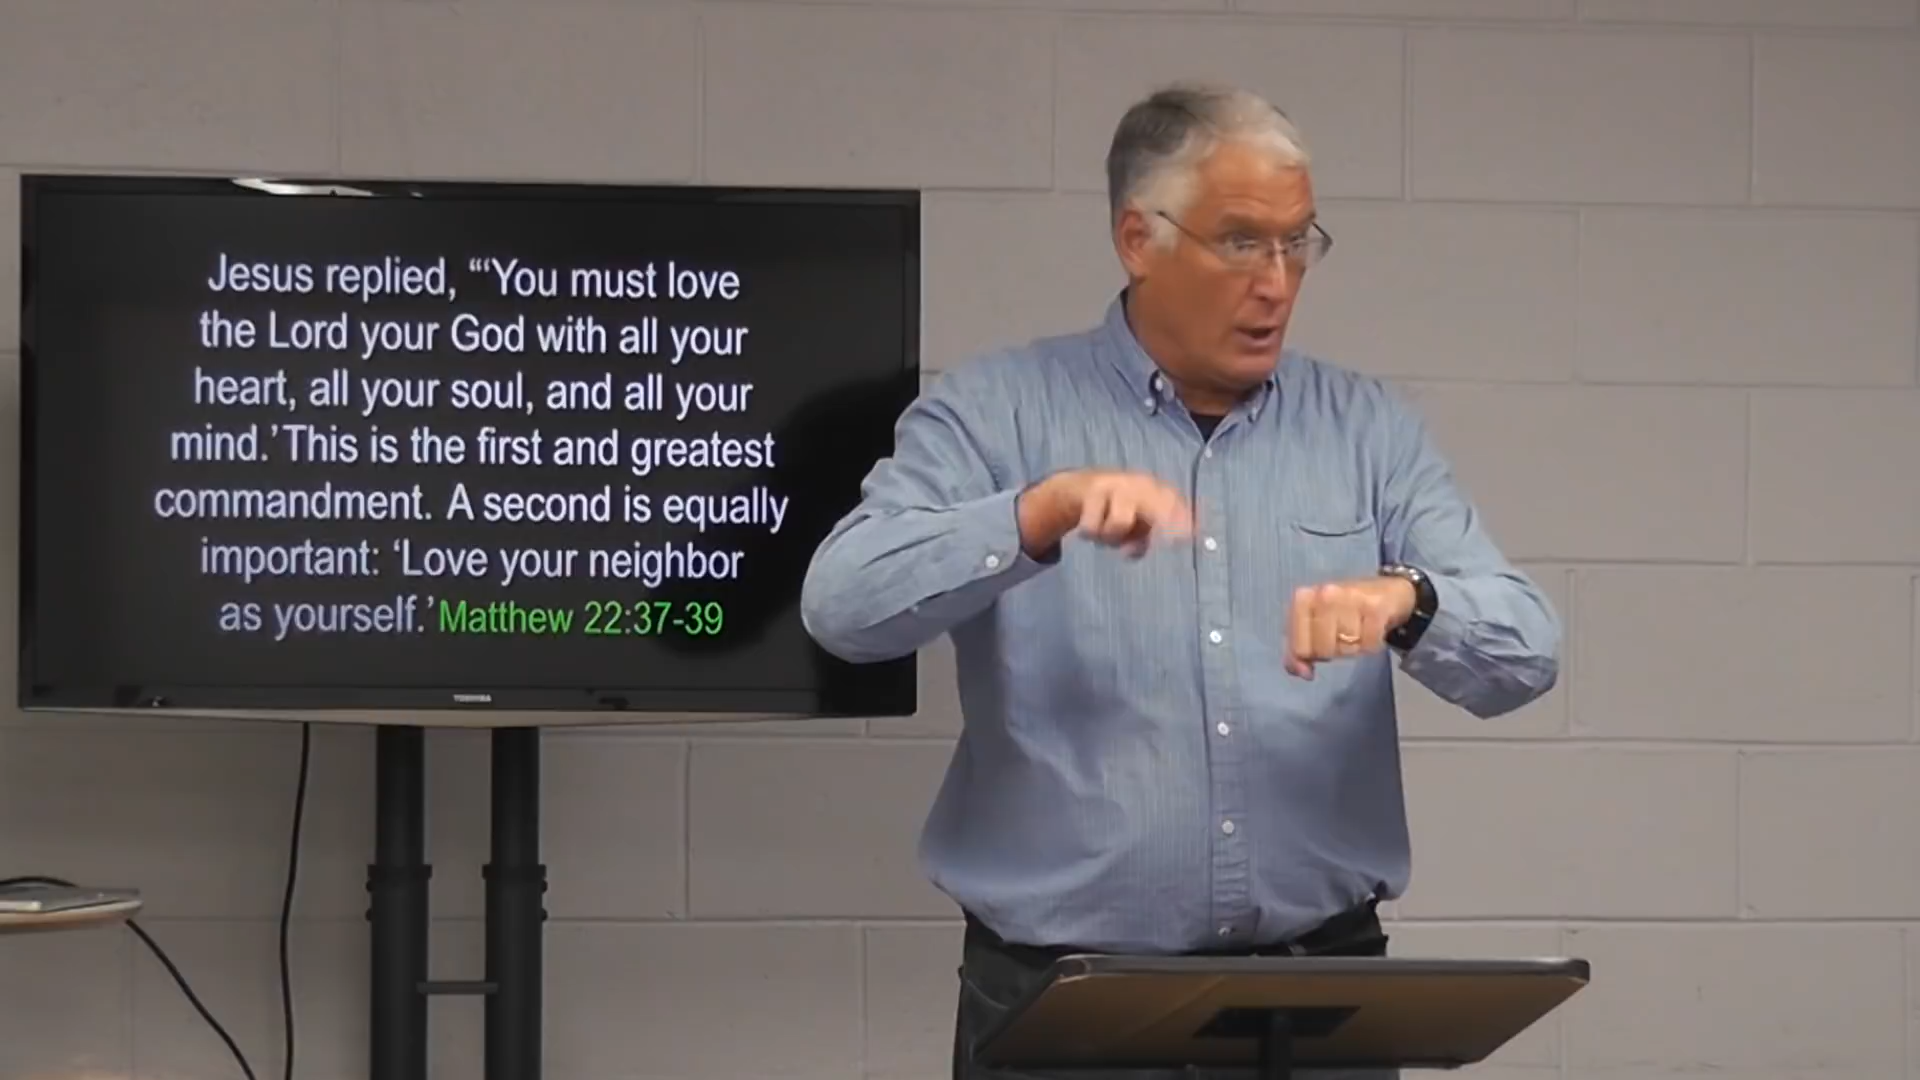 Jesus replied, “‘You must love
the Lord your God with all your
heart, all your soul, and all your
mind.’ This is the first and greatest
commandment. A second is equally
important: ‘Love your neighbor
as yourself.’ Matthew 22:37-39
TOSHIBA